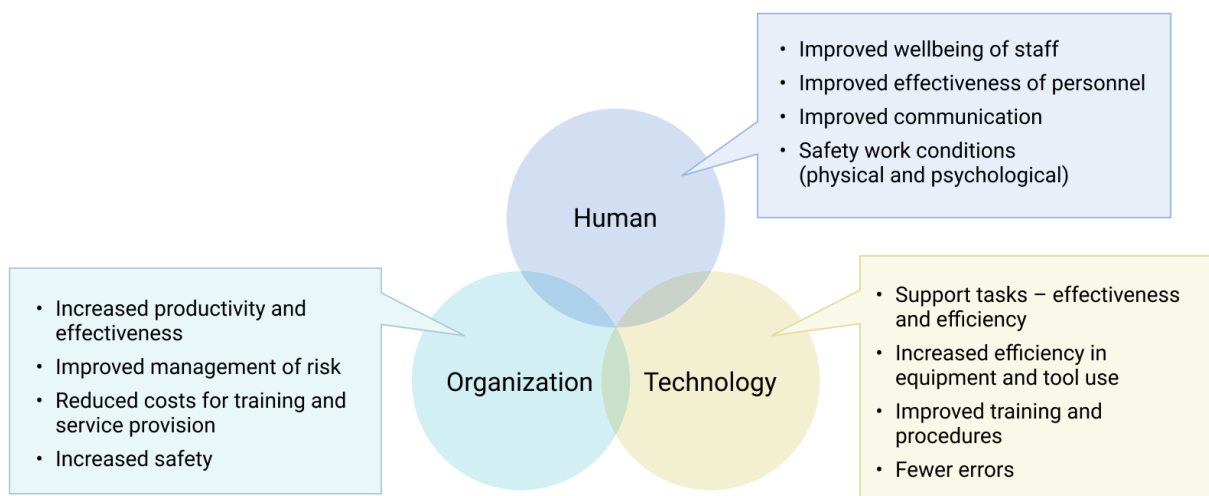 • Improved wellbeing of staff
• Improved effectiveness of personnel
• Improved communication
• Safety work conditions
(physical and psychological)
Human
• Increased productivity and
effectiveness
• Improved management of risk
• Reduced costs for training and
service provision
• Increased safety
Organization
Technology
• Support tasks – effectiveness
and efficiency
• Increased efficiency in
equipment and tool use
• Improved training and
procedures
• Fewer errors